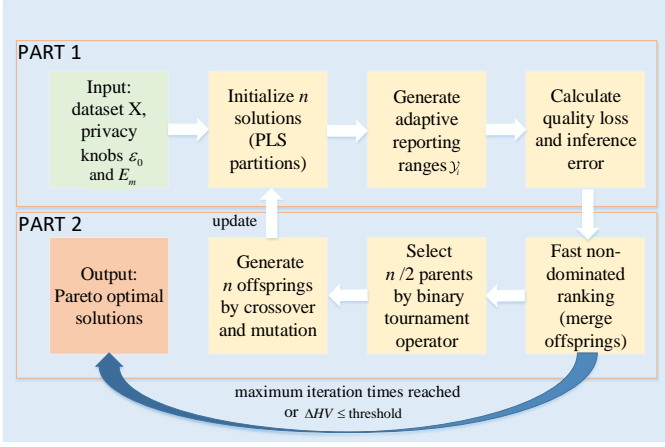 PART 1
Input:
dataset X,
privacy
knobs ε₀
and Eₘ
Initialize n
solutions
(PLS
partitions)
Generate
adaptive
reporting
ranges 𝒴ᵢ
Calculate
quality loss
and inference
error
update
PART 2
Output:
Pareto optimal
solutions
Generate
n offsprings
by crossover
and mutation
Select
n /2 parents
by binary
tournament
operator
Fast non-
dominated
ranking
(merge
offsprings)
maximum iteration times reached
or ΔHV ≤ threshold